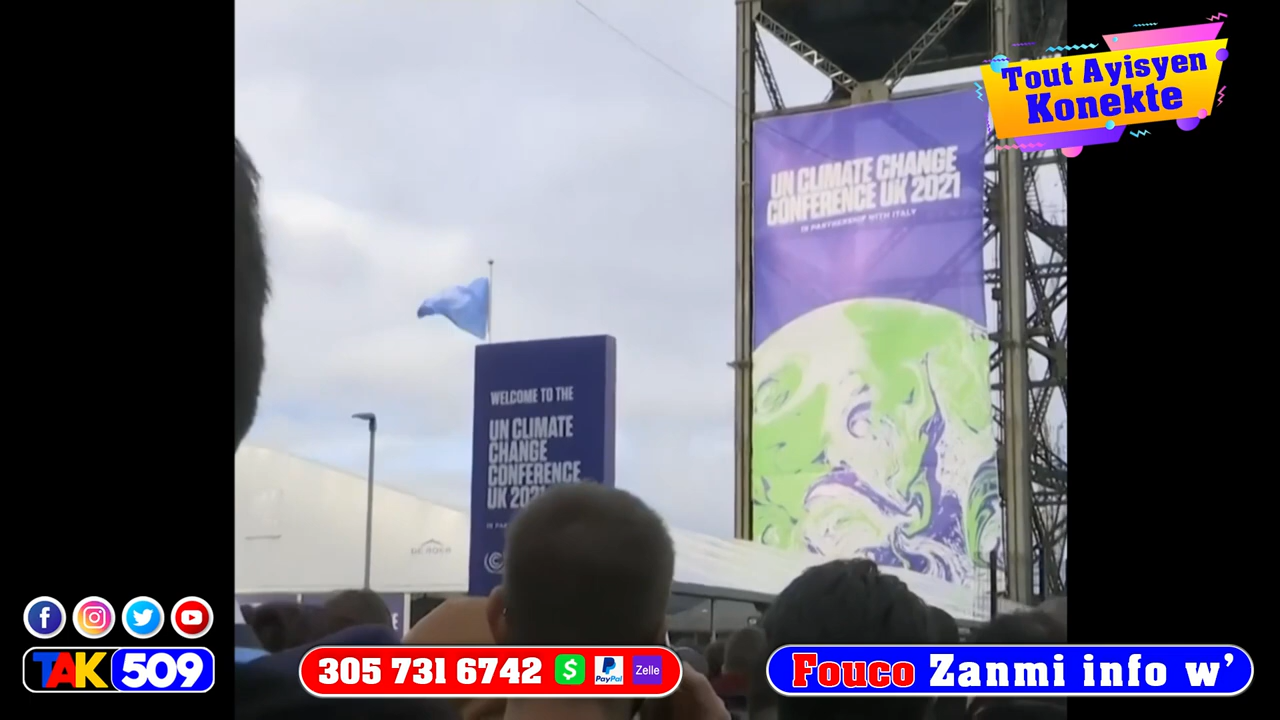 Tout Ayisyen
Konekte
UN CLIMATE CHANGE
CONFERENCE UK 2021
IN PARTNERSHIP WITH ITALY
WELCOME TO THE
UN CLIMATE
CHANGE
CONFERENCE
UK 2021
TAK 509
305 731 6742 $ PayPal Zelle
Fouco Zanmi info w'